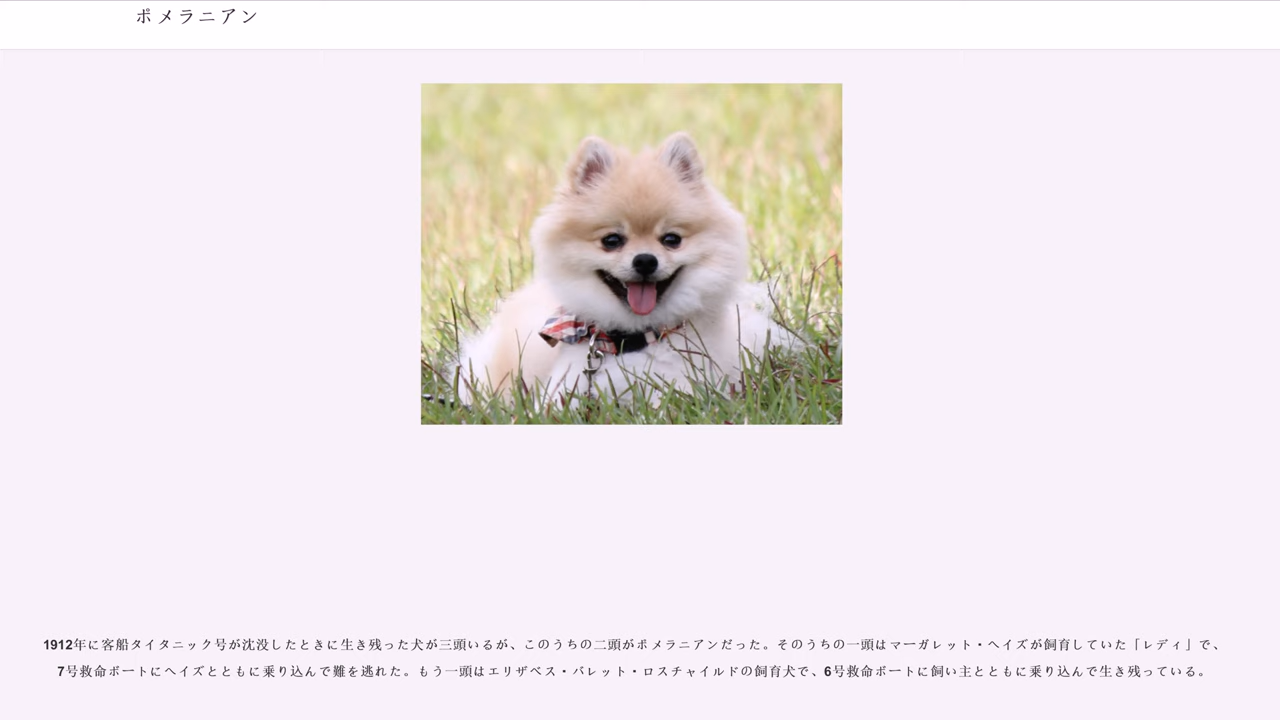 ポメラニアン
1912年に客船タイタニック号が沈没したときに生き残った犬が三頭いるが、このうちの二頭がポメラニアンだった。そのうちの一頭はマーガレット・ヘイズが飼育していた「レディ」で、
7号救命ボートにヘイズとともに乗り込んで難を逃れた。もう一頭はエリザベス・バレット・ロスチャイルドの飼育犬で、6号救命ボートに飼い主とともに乗り込んで生き残っている。